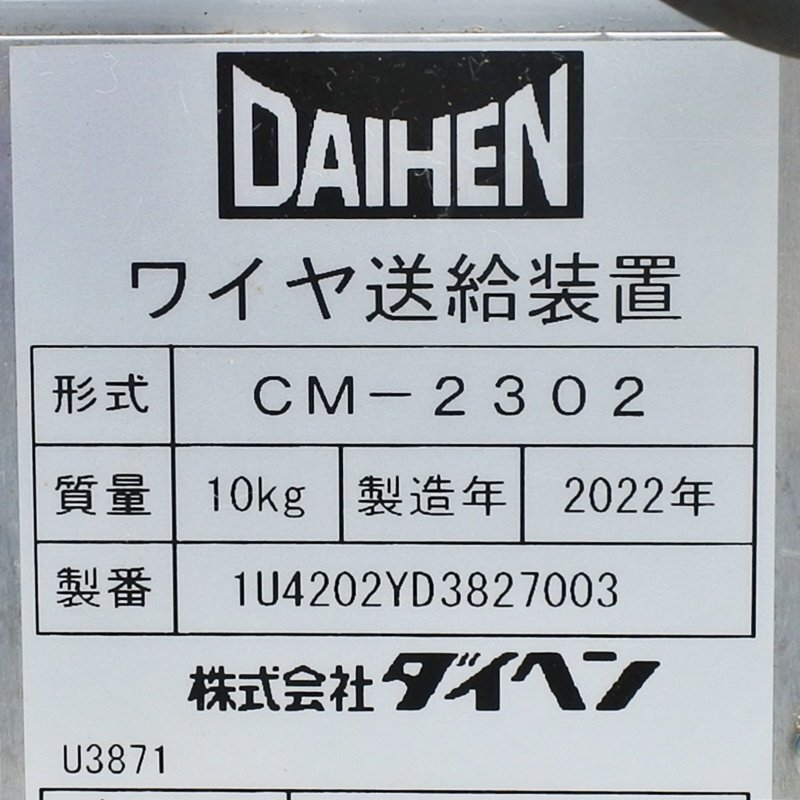 DAIHEN
ワイヤ送給装置
形式 CM-2302
質量 10kg 製造年 2022年
製番 1U4202YD3827003
株式会社ダイヘン
U3871